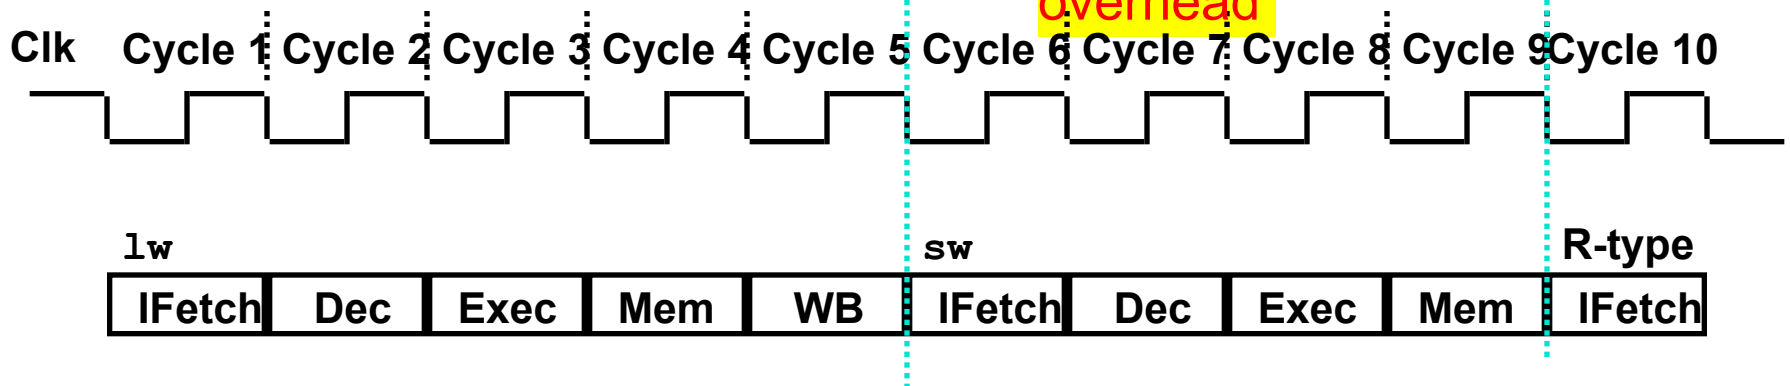 overhead
Clk Cycle 1 Cycle 2 Cycle 3 Cycle 4 Cycle 5 Cycle 6 Cycle 7 Cycle 8 Cycle 9 Cycle 10
lw sw R-type
IFetch Dec Exec Mem WB IFetch Dec Exec Mem IFetch